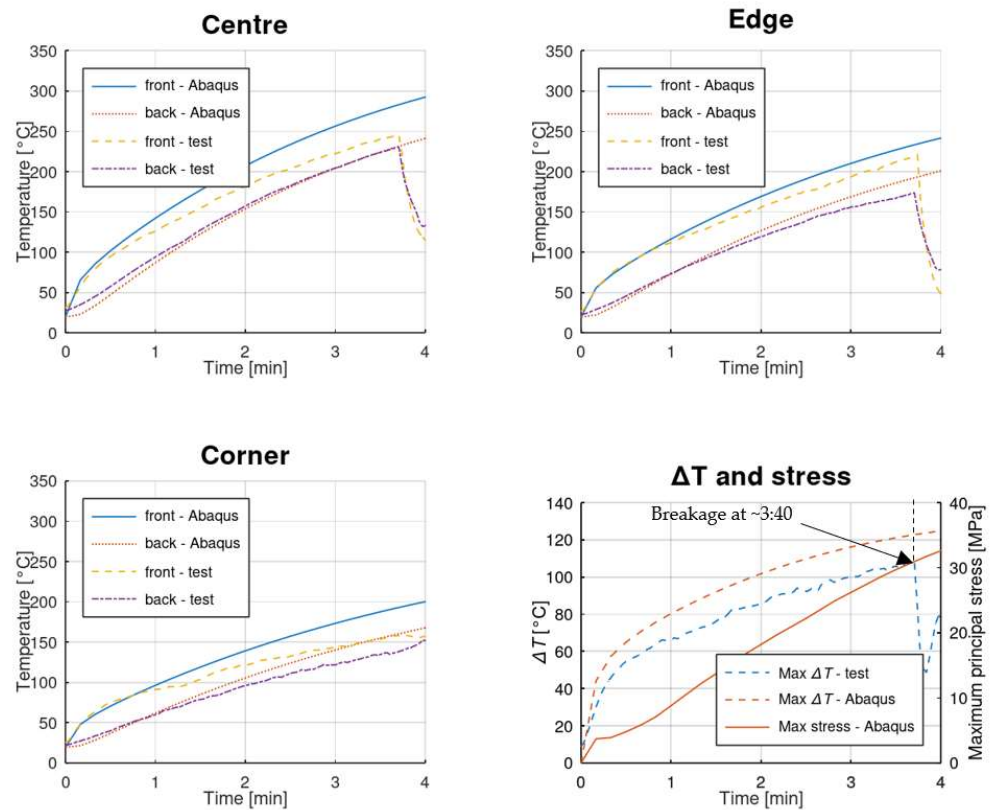 Centre
350
300
250
200
150
100
50
0
Temperature [°C]
front - Abaqus
back - Abaqus
front - test
back - test
0 1 2 3 4
Time [min]
Edge
350
300
250
200
150
100
50
0
Temperature [°C]
front - Abaqus
back - Abaqus
front - test
back - test
0 1 2 3 4
Time [min]
Corner
350
300
250
200
150
100
50
0
Temperature [°C]
front - Abaqus
back - Abaqus
front - test
back - test
0 1 2 3 4
Time [min]
ΔT and stress
140
120
100
80
60
40
20
0
ΔT [°C]
Breakage at ~3:40
Max ΔT - test
Max ΔT - Abaqus
Max stress - Abaqus
40
30
20
10
0
Maximum principal stress [MPa]
0 1 2 3 4
Time [min]